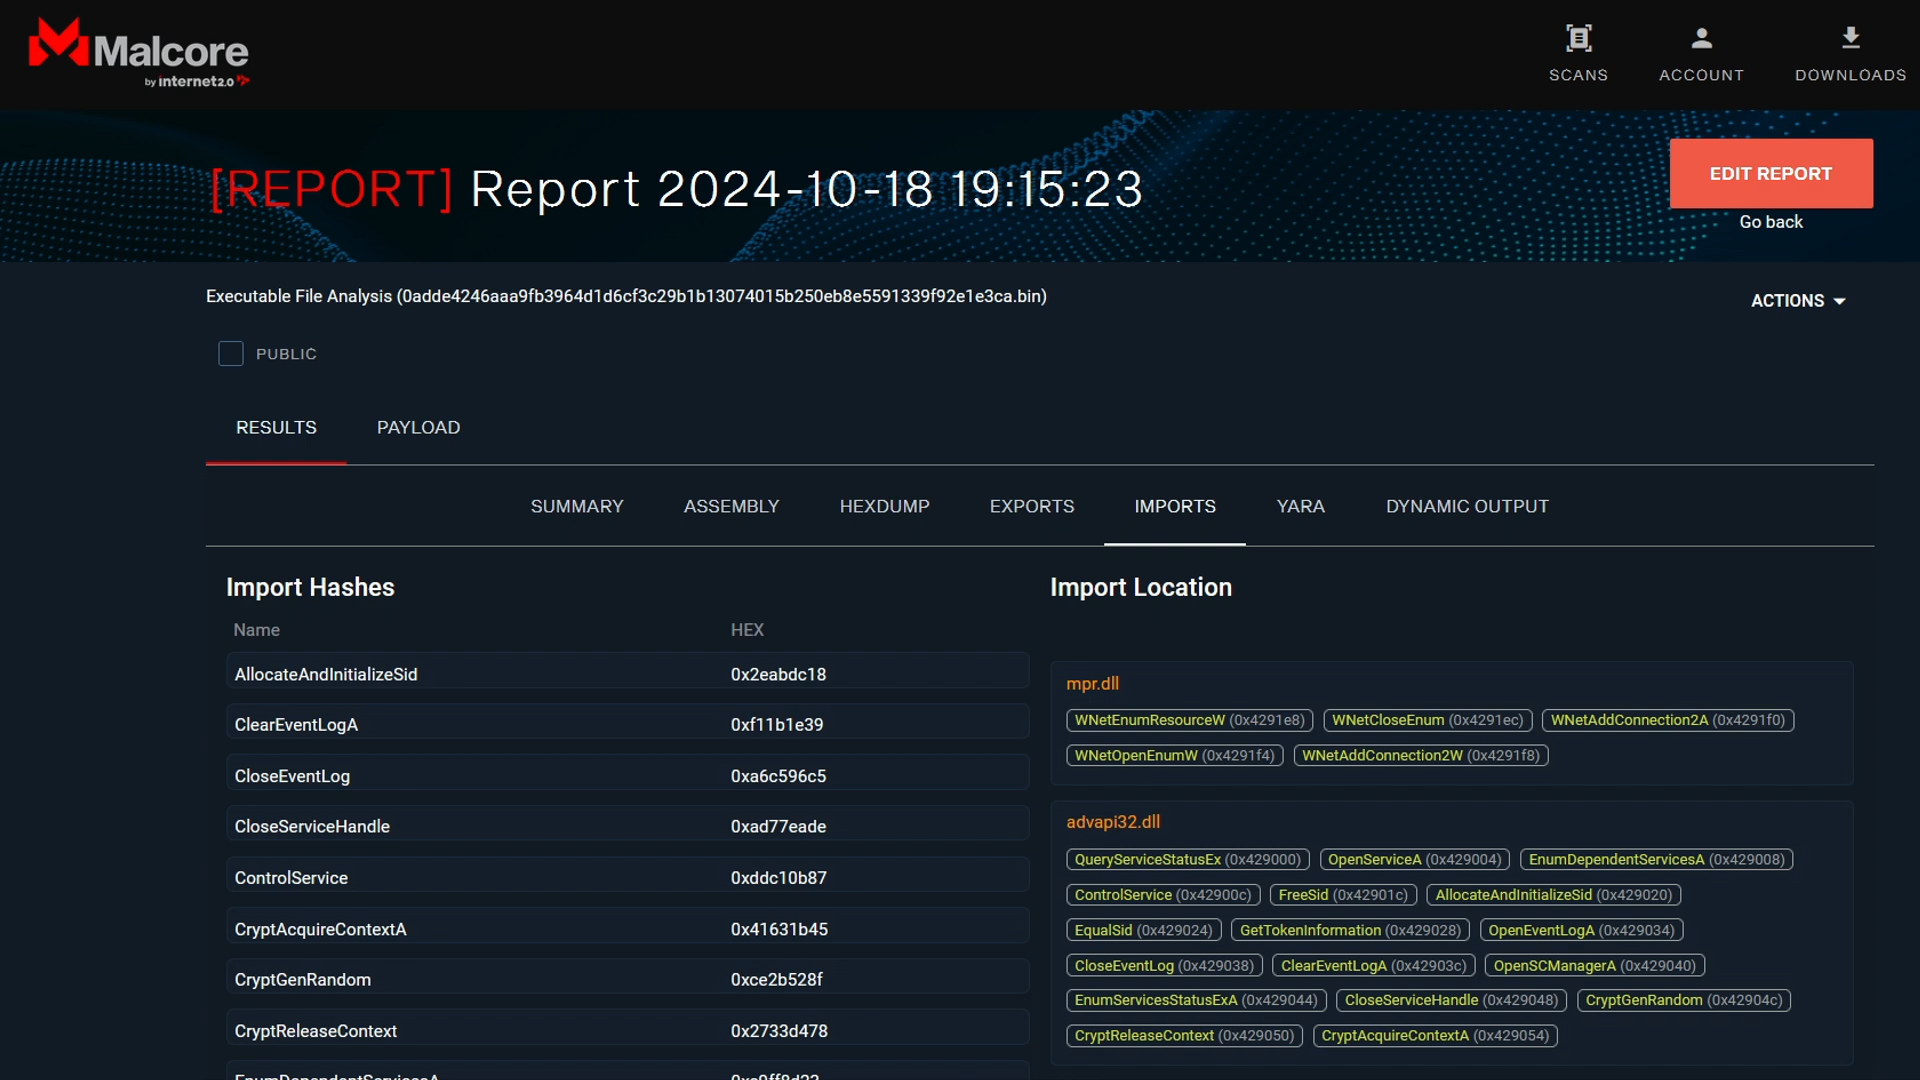 Malcore
by internet2.0
SCANS
ACCOUNT
DOWNLOADS
[REPORT] Report 2024-10-18 19:15:23
EDIT REPORT
Go back
Executable File Analysis (0adde4246aaa9fb3964d1d6cf3c29b1b13074015b250eb8e5591339f92e1e3ca.bin)
ACTIONS
PUBLIC
RESULTS PAYLOAD
SUMMARY ASSEMBLY HEXDUMP EXPORTS IMPORTS YARA DYNAMIC OUTPUT
Import Hashes
Name HEX
AllocateAndInitializeSid 0x2eabdc18
ClearEventLogA 0xf11b1e39
CloseEventLog 0xa6c596c5
CloseServiceHandle 0xad77eade
ControlService 0xddc10b87
CryptAcquireContextA 0x41631b45
CryptGenRandom 0xce2b528f
CryptReleaseContext 0x2733d478
Import Location
mpr.dll
WNetEnumResourceW (0x4291e8) WNetCloseEnum (0x4291ec) WNetAddConnection2A (0x4291f0)
WNetOpenEnumW (0x4291f4) WNetAddConnection2W (0x4291f8)
advapi32.dll
QueryServiceStatusEx (0x429000) OpenServiceA (0x429004) EnumDependentServicesA (0x429008)
ControlService (0x42900c) FreeSid (0x42901c) AllocateAndInitializeSid (0x429020)
EqualSid (0x429024) GetTokenInformation (0x429028) OpenEventLogA (0x429034)
CloseEventLog (0x429038) ClearEventLogA (0x42903c) OpenSCManagerA (0x429040)
EnumServicesStatusExA (0x429044) CloseServiceHandle (0x429048) CryptGenRandom (0x42904c)
CryptReleaseContext (0x429050) CryptAcquireContextA (0x429054)